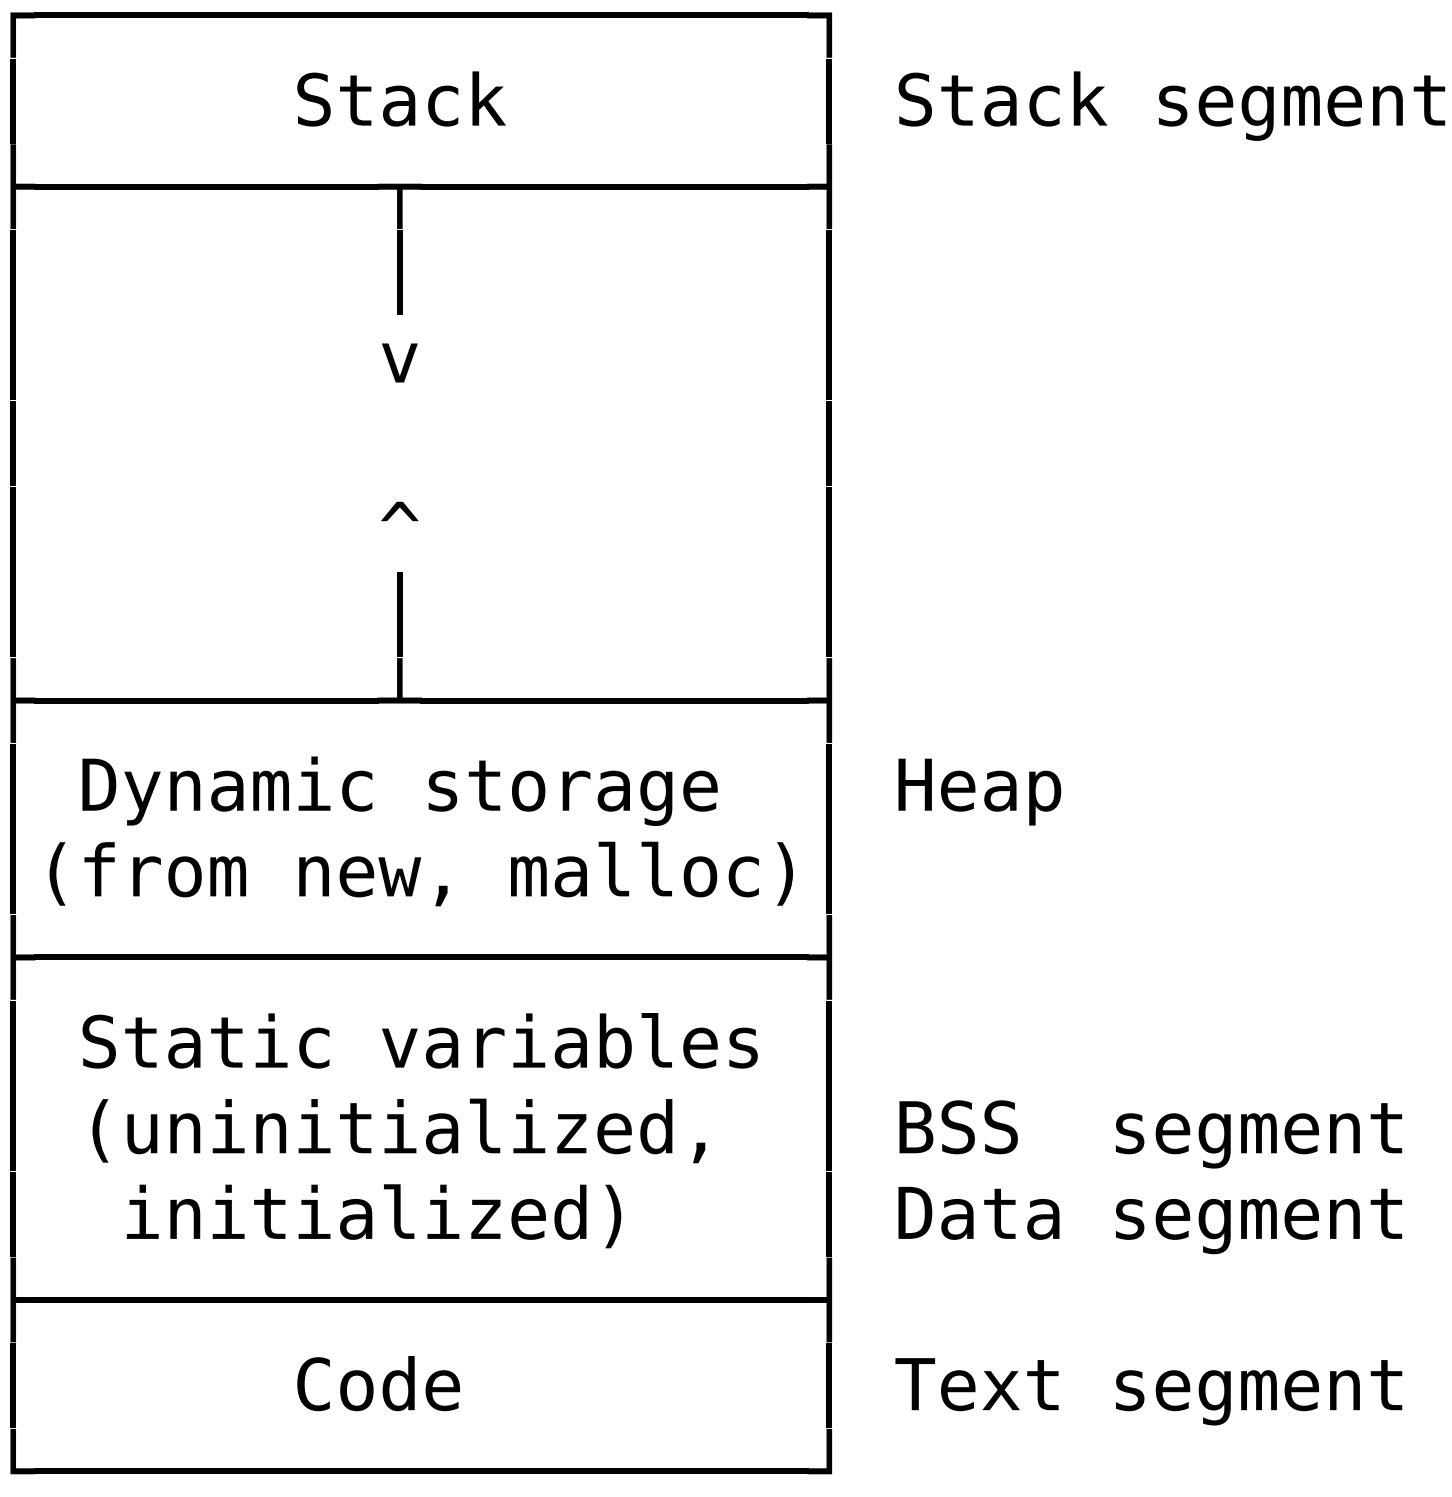 Stack Stack segment
v
^
Dynamic storage Heap
(from new, malloc)
Static variables
(uninitialized, BSS segment
initialized) Data segment
Code Text segment